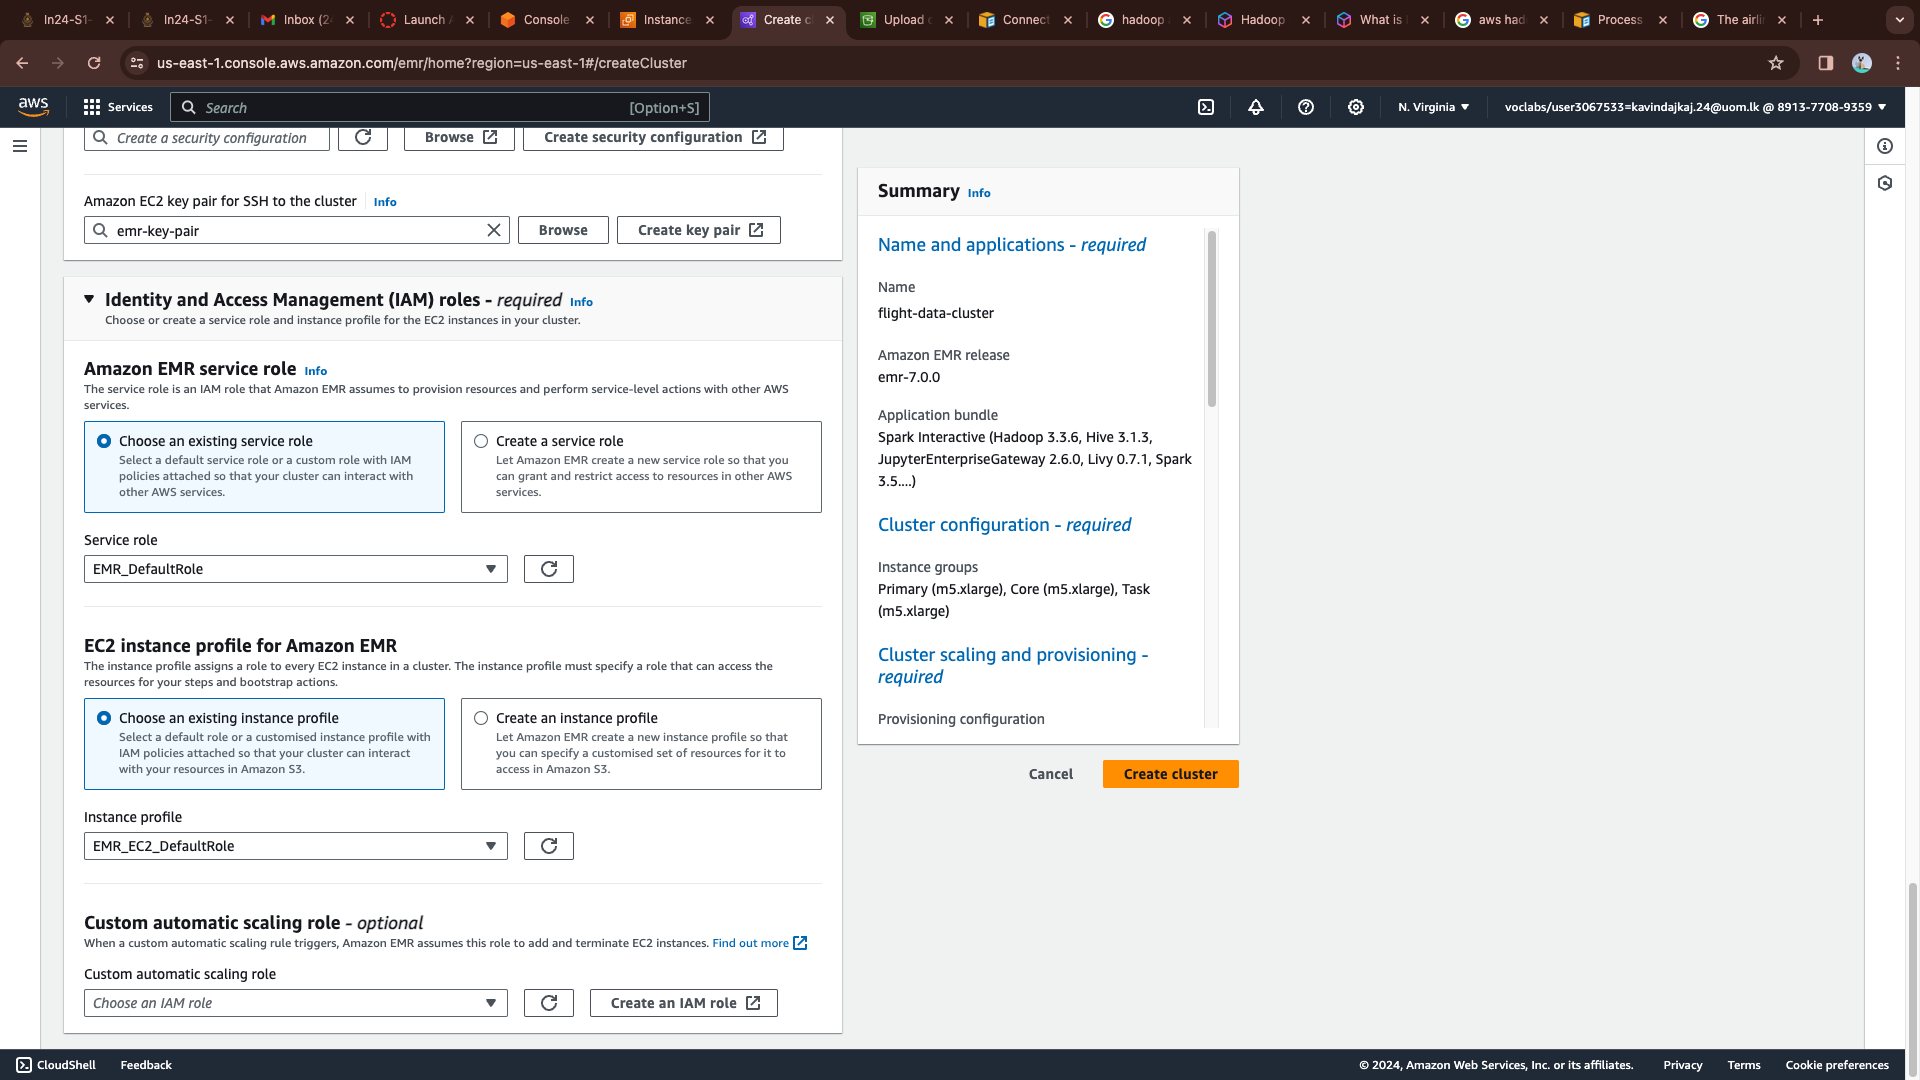 In24-S1-
In24-S1-
Inbox (2
Launch
Console
Instance
Create c
Upload
Connect
hadoop
Hadoop
What is
aws had
Process
The airli
us-east-1.console.aws.amazon.com/emr/home?region=us-east-1#/createCluster
aws
Services
Search
[Option+S]
N. Virginia
voclabs/user3067533=kavindajkaj.24@uom.lk @ 8913-7708-9359
Create a security configuration
Browse
Create security configuration
Amazon EC2 key pair for SSH to the cluster Info
emr-key-pair
Browse
Create key pair
Identity and Access Management (IAM) roles - required Info
Choose or create a service role and instance profile for the EC2 instances in your cluster.
Amazon EMR service role Info
The service role is an IAM role that Amazon EMR assumes to provision resources and perform service-level actions with other AWS
services.
Choose an existing service role
Select a default service role or a custom role with IAM
policies attached so that your cluster can interact with
other AWS services.
Create a service role
Let Amazon EMR create a new service role so that you
can grant and restrict access to resources in other AWS
services.
Service role
EMR_DefaultRole
EC2 instance profile for Amazon EMR
The instance profile assigns a role to every EC2 instance in a cluster. The instance profile must specify a role that can access the
resources for your steps and bootstrap actions.
Choose an existing instance profile
Select a default role or a customised instance profile with
IAM policies attached so that your cluster can interact
with your resources in Amazon S3.
Create an instance profile
Let Amazon EMR create a new instance profile so that
you can specify a customised set of resources for it to
access in Amazon S3.
Instance profile
EMR_EC2_DefaultRole
Custom automatic scaling role - optional
When a custom automatic scaling rule triggers, Amazon EMR assumes this role to add and terminate EC2 instances. Find out more
Custom automatic scaling role
Choose an IAM role
Create an IAM role
Summary Info
Name and applications - required
Name
flight-data-cluster
Amazon EMR release
emr-7.0.0
Application bundle
Spark Interactive (Hadoop 3.3.6, Hive 3.1.3,
JupyterEnterpriseGateway 2.6.0, Livy 0.7.1, Spark
3.5....)
Cluster configuration - required
Instance groups
Primary (m5.xlarge), Core (m5.xlarge), Task
(m5.xlarge)
Cluster scaling and provisioning -
required
Provisioning configuration
Cancel
Create cluster
CloudShell
Feedback
© 2024, Amazon Web Services, Inc. or its affiliates.
Privacy
Terms
Cookie preferences